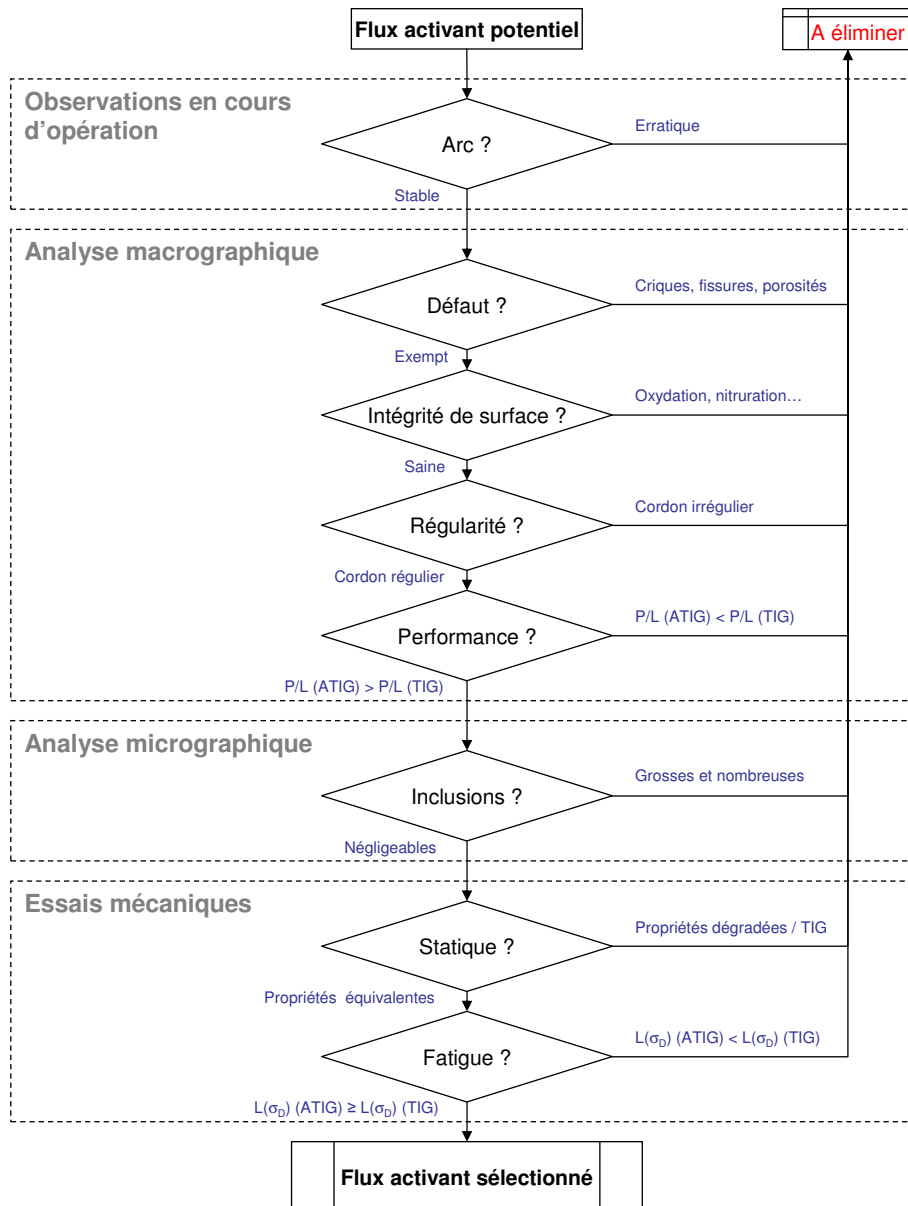 Flux activant potentiel
A éliminer
Observations en cours
d'opération
Arc ?
Erratique
Stable
Analyse macrographique
Défaut ?
Criques, fissures, porosités
Exempt
Intégrité de surface ?
Oxydation, nitruration…
Saine
Régularité ?
Cordon irrégulier
Cordon régulier
Performance ?
P/L (ATIG) < P/L (TIG)
P/L (ATIG) > P/L (TIG)
Analyse micrographique
Inclusions ?
Grosses et nombreuses
Négligeables
Essais mécaniques
Statique ?
Propriétés dégradées / TIG
Propriétés équivalentes
Fatigue ?
L(σD) (ATIG) < L(σD) (TIG)
L(σD) (ATIG) ≥ L(σD) (TIG)
Flux activant sélectionné